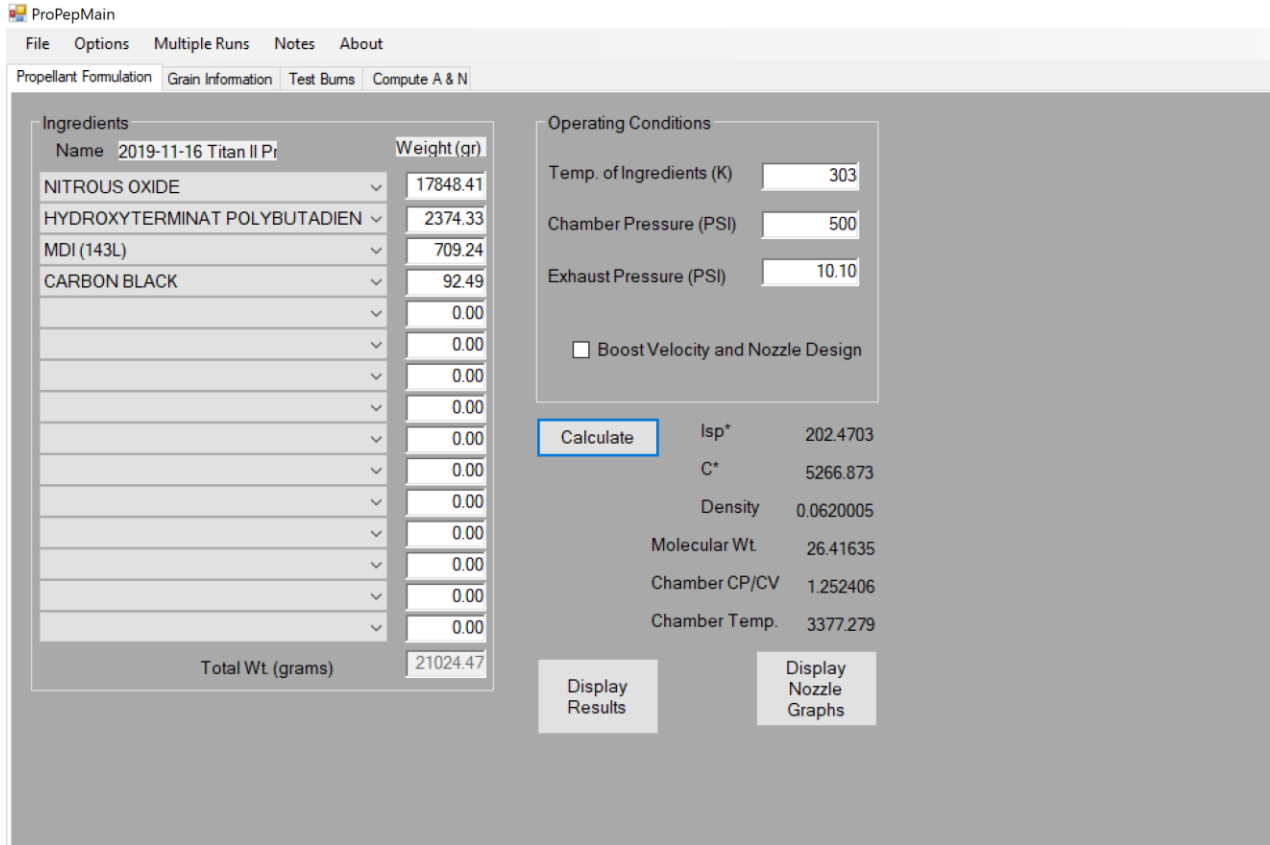 ProPepMain
File Options Multiple Runs Notes About
Propellant Formulation Grain Information Test Burns Compute A & N
Ingredients
Name 2019-11-16 Titan II Pr Weight (gr)
NITROUS OXIDE 17848.41
HYDROXYTERMINAT POLYBUTADIEN 2374.33
MDI (143L) 709.24
CARBON BLACK 92.49
0.00
0.00
0.00
0.00
0.00
0.00
0.00
0.00
0.00
0.00
0.00
Total Wt. (grams) 21024.47
Operating Conditions
Temp. of Ingredients (K) 303
Chamber Pressure (PSI) 500
Exhaust Pressure (PSI) 10.10
Boost Velocity and Nozzle Design
Calculate
Isp* 202.4703
C* 5266.873
Density 0.0620005
Molecular Wt. 26.41635
Chamber CP/CV 1.252406
Chamber Temp. 3377.279
Display
Results
Display
Nozzle
Graphs